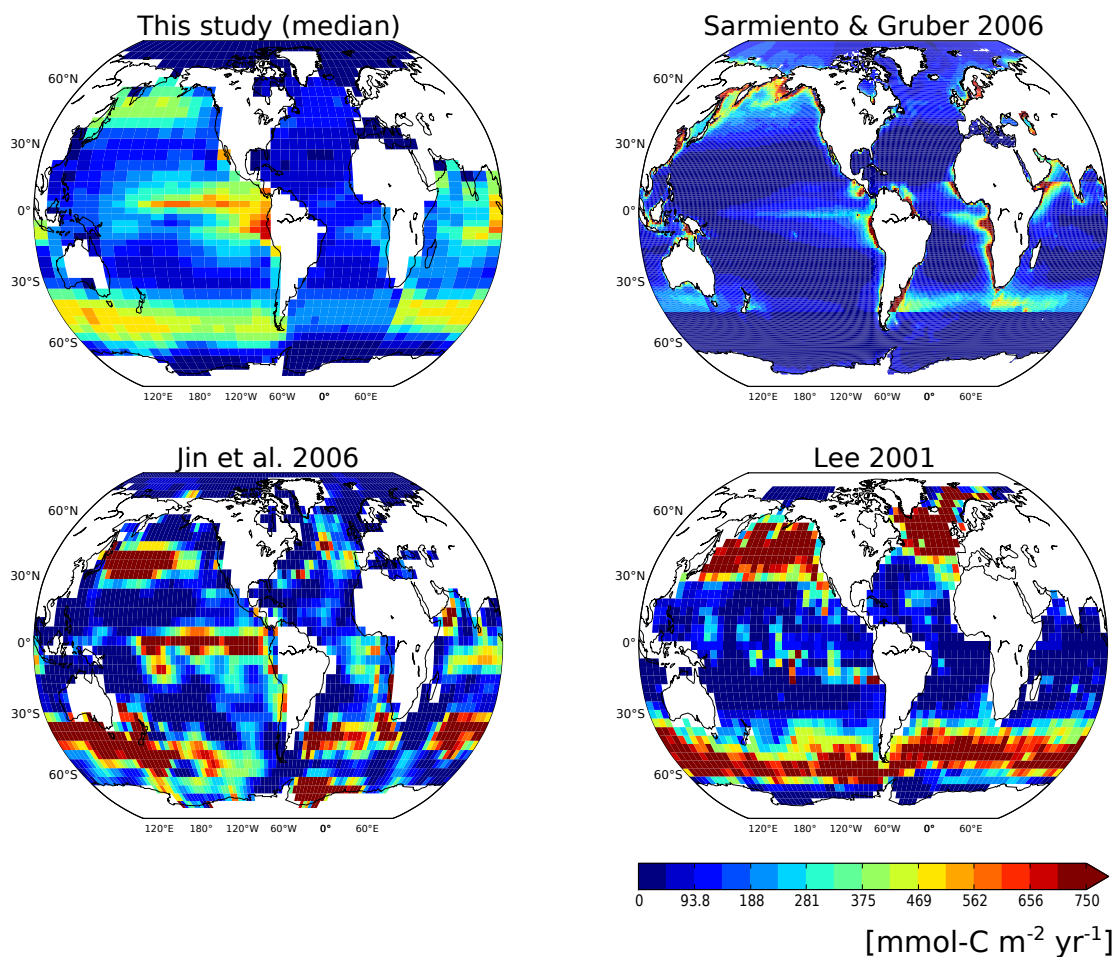 This study (median)
Sarmiento & Gruber 2006
60°N
30°N
0°
30°S
60°S
120°E 180° 120°W 60°W 0° 60°E
60°N
30°N
0°
30°S
60°S
120°E 180° 120°W 60°W 0° 60°E
Jin et al. 2006
Lee 2001
60°N
30°N
0°
30°S
60°S
120°E 180° 120°W 60°W 0° 60°E
60°N
30°N
0°
30°S
60°S
120°E 180° 120°W 60°W 0° 60°E
0 93.8 188 281 375 469 562 656 750
[mmol-C m⁻² yr⁻¹]